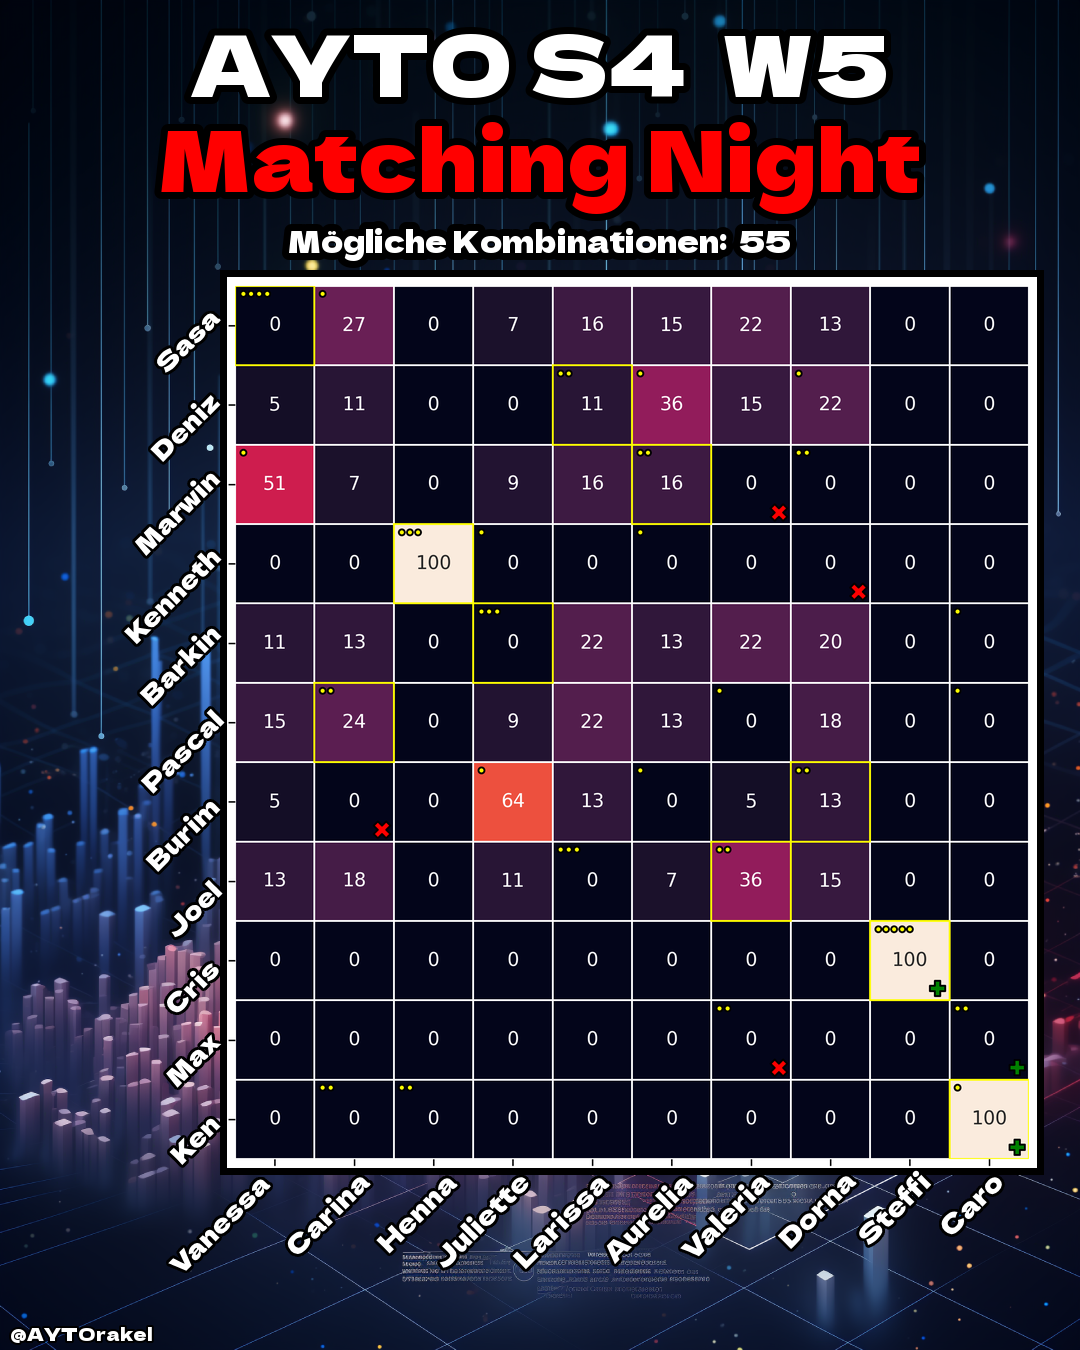 AYTO S4 W5
Matching Night
Mögliche Kombinationen: 55
Sasa 0 27 0 7 16 15 22 13 0 0
Deniz 5 11 0 0 11 36 15 22 0 0
Marwin 51 7 0 9 16 16 0 0 0 0
Kenneth 0 0 100 0 0 0 0 0 0 0
Barkin 11 13 0 0 22 13 22 20 0 0
Pascal 15 24 0 9 22 13 0 18 0 0
Burim 5 0 0 64 13 0 5 13 0 0
Joel 13 18 0 11 0 7 36 15 0 0
Cris 0 0 0 0 0 0 0 0 100 0
Max 0 0 0 0 0 0 0 0 0 0
Ken 0 0 0 0 0 0 0 0 0 100
Vanessa Carina Henna Juliette Larissa Aurelia Valeria Dorna Steffi Caro
@AYTOrakel